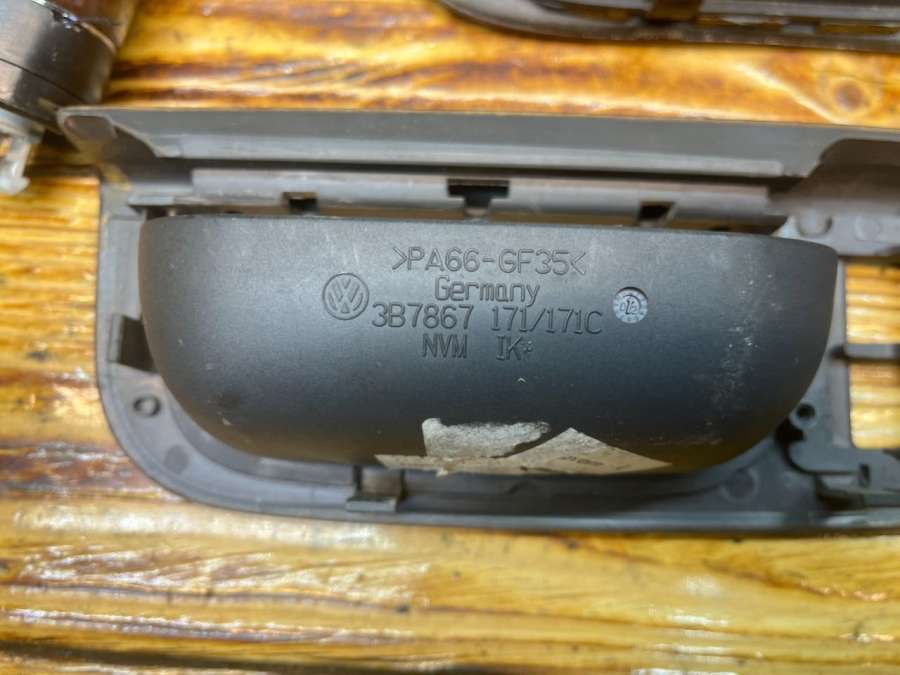 >PA66-GF35<
Germany
3B7867 171/171C
NVM IK